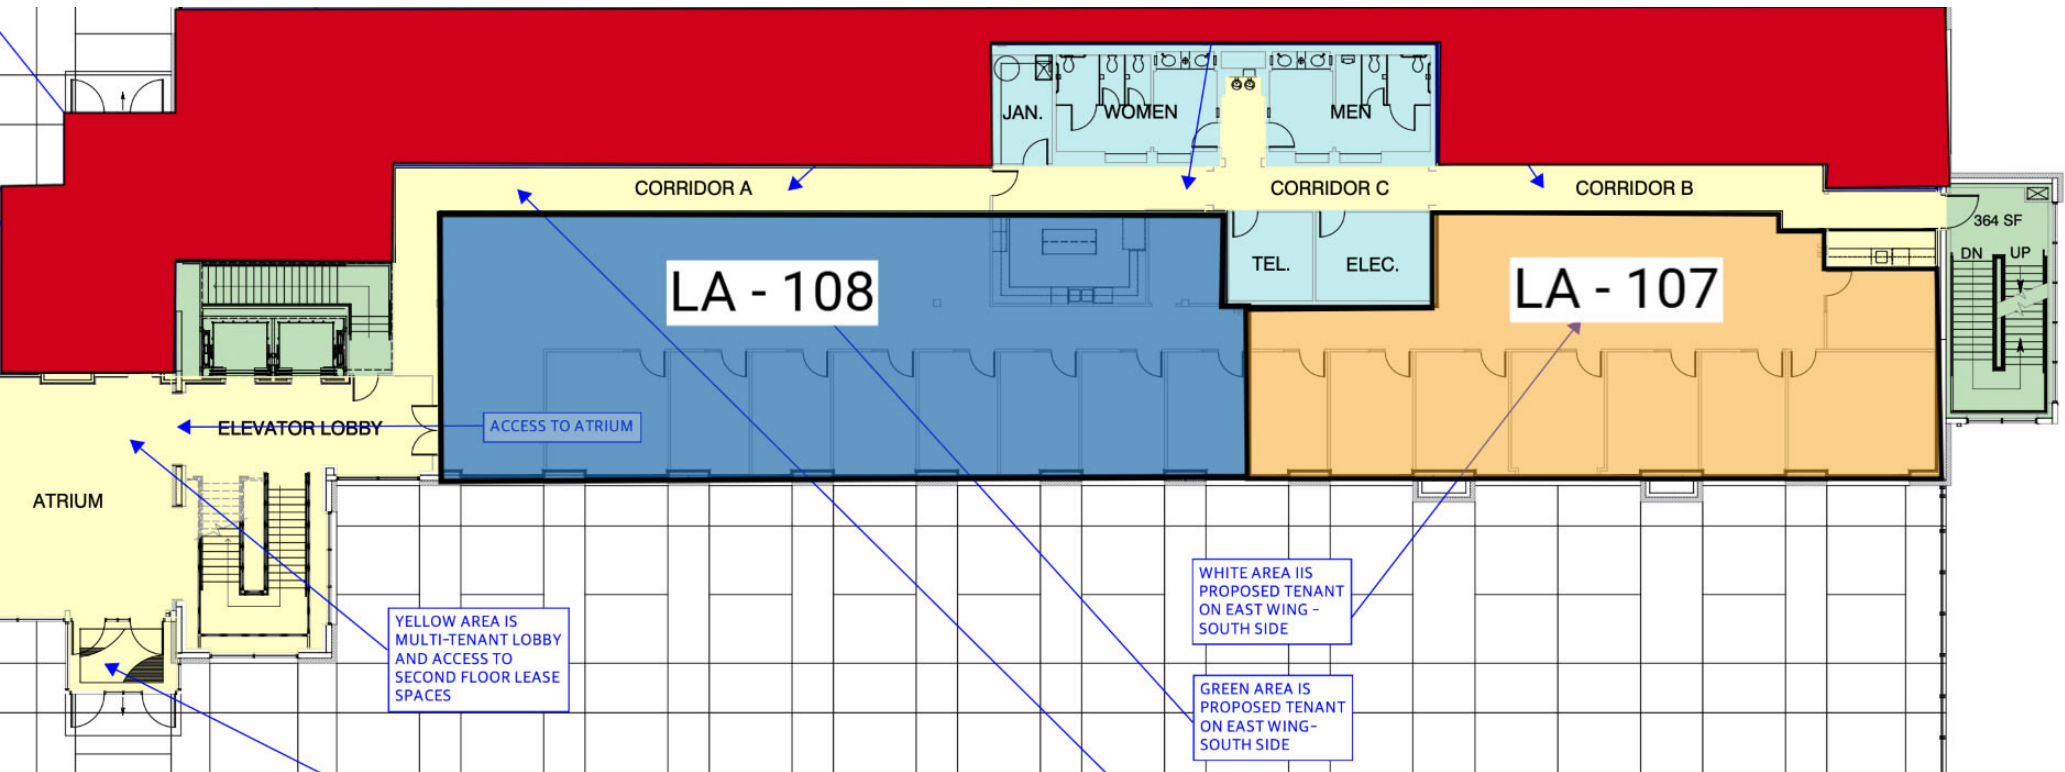 JAN.
WOMEN
MEN
CORRIDOR A
CORRIDOR C
CORRIDOR B
364 SF
DN
UP
TEL.
ELEC.
LA - 108
LA - 107
ACCESS TO ATRIUM
ELEVATOR LOBBY
ATRIUM
WHITE AREA IIS
PROPOSED TENANT
ON EAST WING -
SOUTH SIDE
YELLOW AREA IS
MULTI-TENANT LOBBY
AND ACCESS TO
SECOND FLOOR LEASE
SPACES
GREEN AREA IS
PROPOSED TENANT
ON EAST WING-
SOUTH SIDE